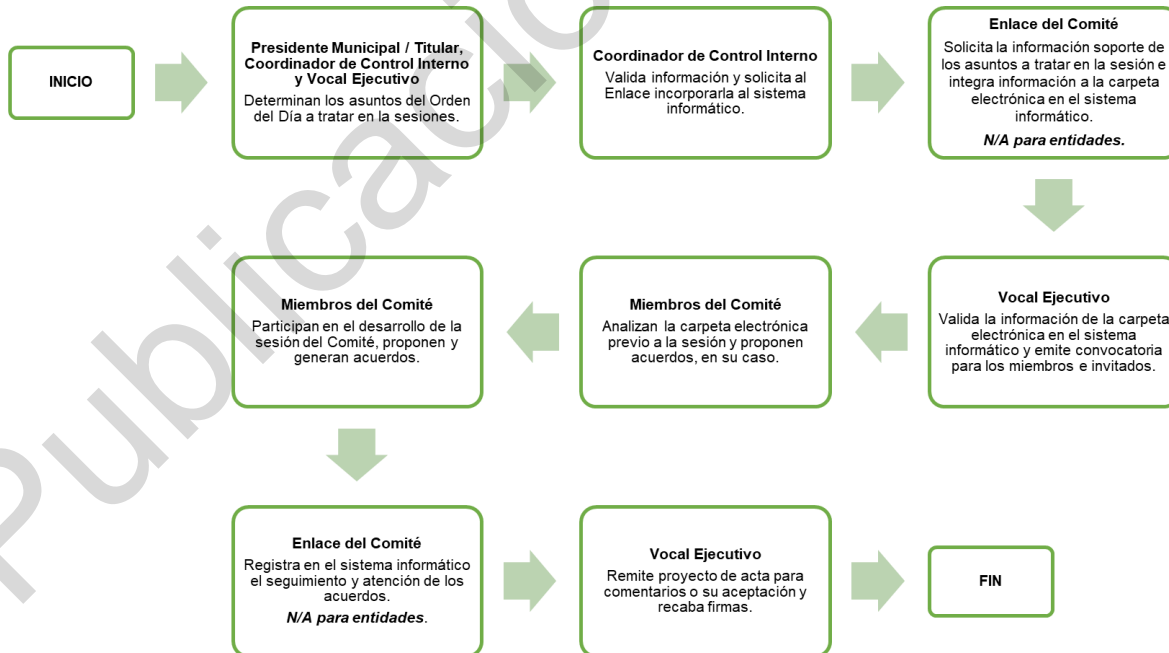 INICIO
Presidente Municipal / Titular,
Coordinador de Control Interno
y Vocal Ejecutivo
Determinan los asuntos del Orden
del Día a tratar en la sesiones.
Coordinador de Control Interno
Valida información y solicita al
Enlace incorporarla al sistema
informático.
Enlace del Comité
Solicita la información soporte de
los asuntos a tratar en la sesión e
integra información a la carpeta
electrónica en el sistema
informático.
N/A para entidades.
Vocal Ejecutivo
Valida la información de la carpeta
electrónica en el sistema
informático y emite convocatoria
para los miembros e invitados.
Miembros del Comité
Analizan la carpeta electrónica
previo a la sesión y proponen
acuerdos, en su caso.
Miembros del Comité
Participan en el desarrollo de la
sesión del Comité, proponen y
generan acuerdos.
Enlace del Comité
Registra en el sistema informático
el seguimiento y atención de los
acuerdos.
N/A para entidades.
Vocal Ejecutivo
Remite proyecto de acta para
comentarios o su aceptación y
recaba firmas.
FIN